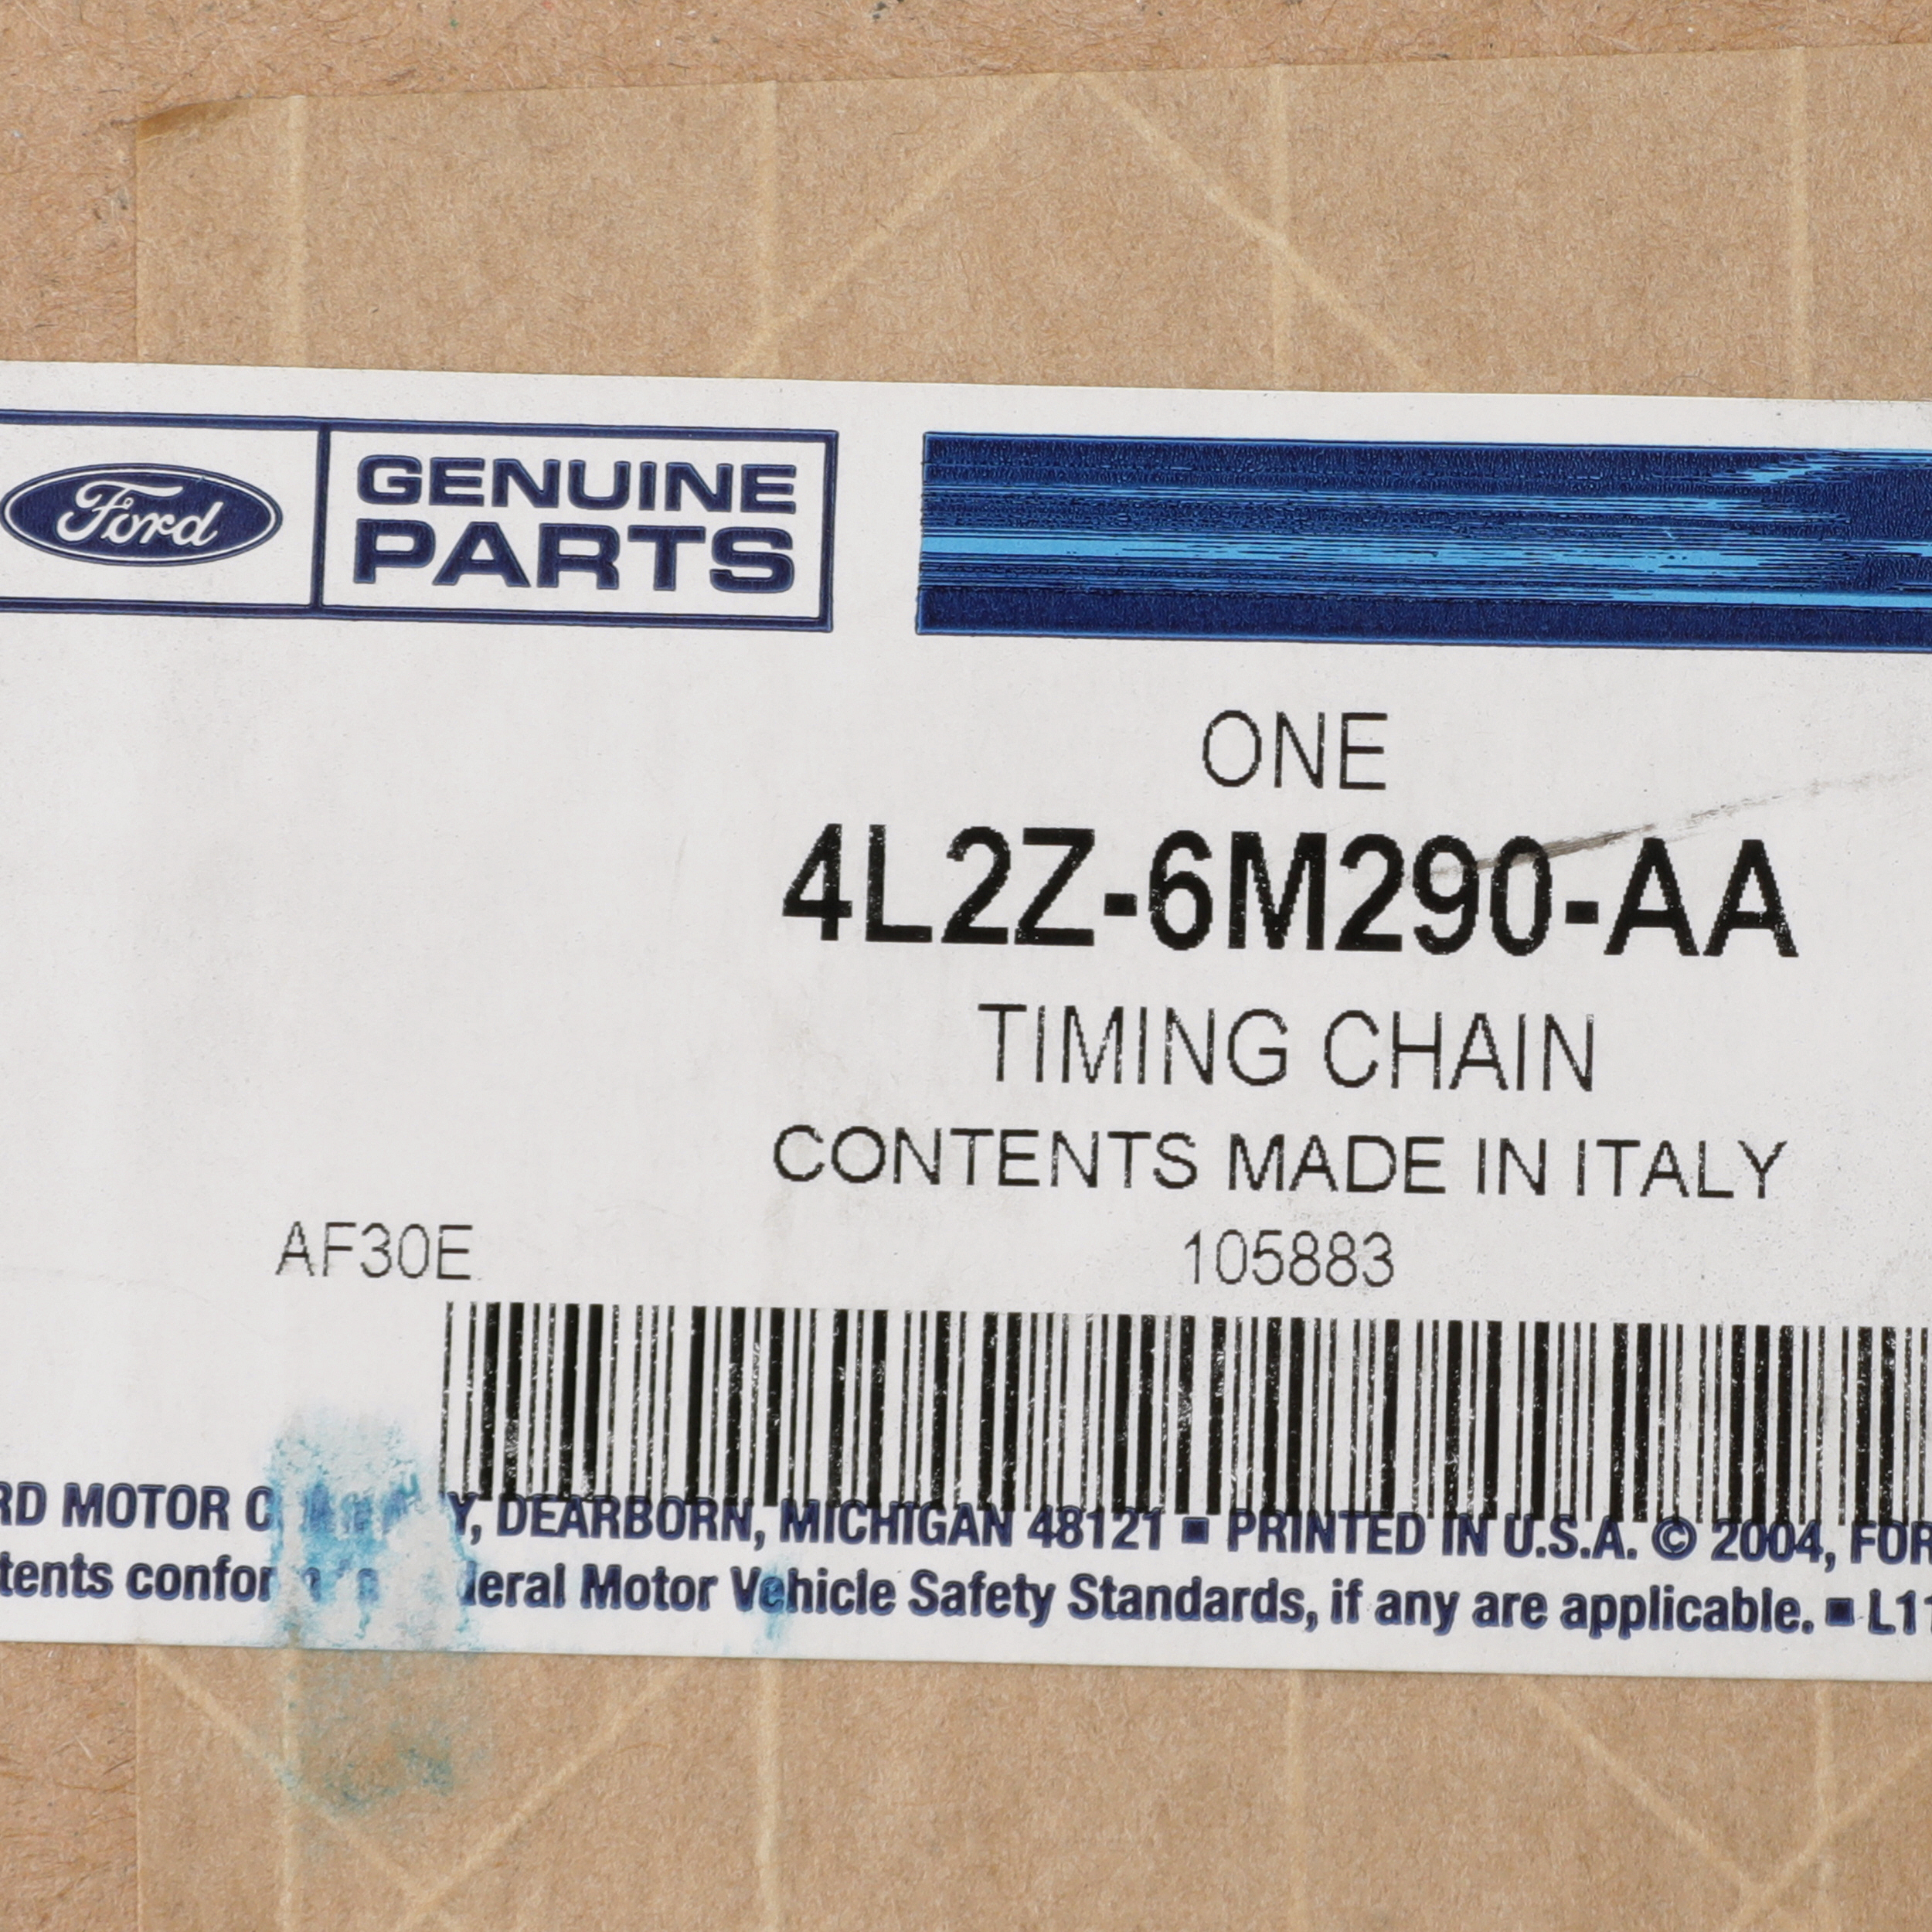 Ford
GENUINE
PARTS
ONE
4L2Z-6M290-AA
TIMING CHAIN
CONTENTS MADE IN ITALY
AF30E 105883
MOTOR DEARBORN, MICHIGAN 48121 ■ PRINTED IN U.S.A. © 2004,
Motor Vehicle Safety Standards, if any are applicable. ■